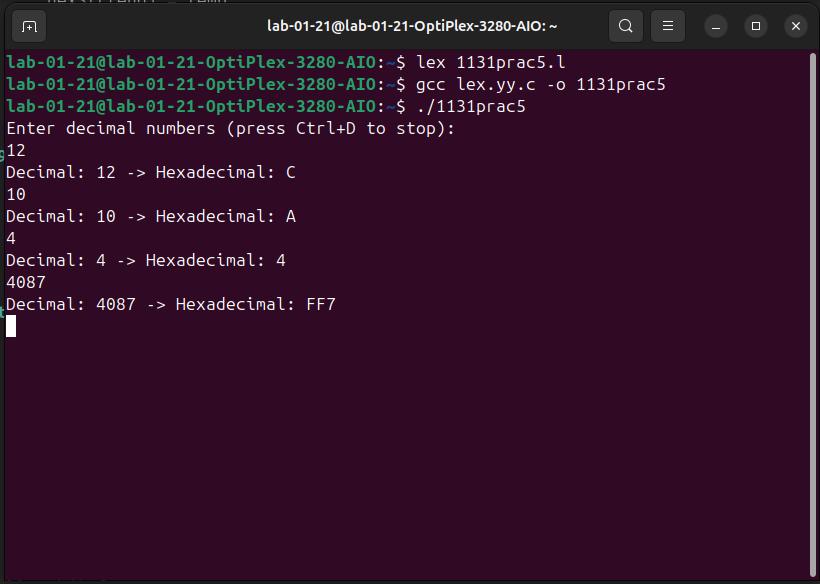 lab-01-21@lab-01-21-OptiPlex-3280-AIO: ~
lab-01-21@lab-01-21-OptiPlex-3280-AIO:~$ lex 1131prac5.l
lab-01-21@lab-01-21-OptiPlex-3280-AIO:~$ gcc lex.yy.c -o 1131prac5
lab-01-21@lab-01-21-OptiPlex-3280-AIO:~$ ./1131prac5
Enter decimal numbers (press Ctrl+D to stop):
12
Decimal: 12 -> Hexadecimal: C
10
Decimal: 10 -> Hexadecimal: A
4
Decimal: 4 -> Hexadecimal: 4
4087
Decimal: 4087 -> Hexadecimal: FF7